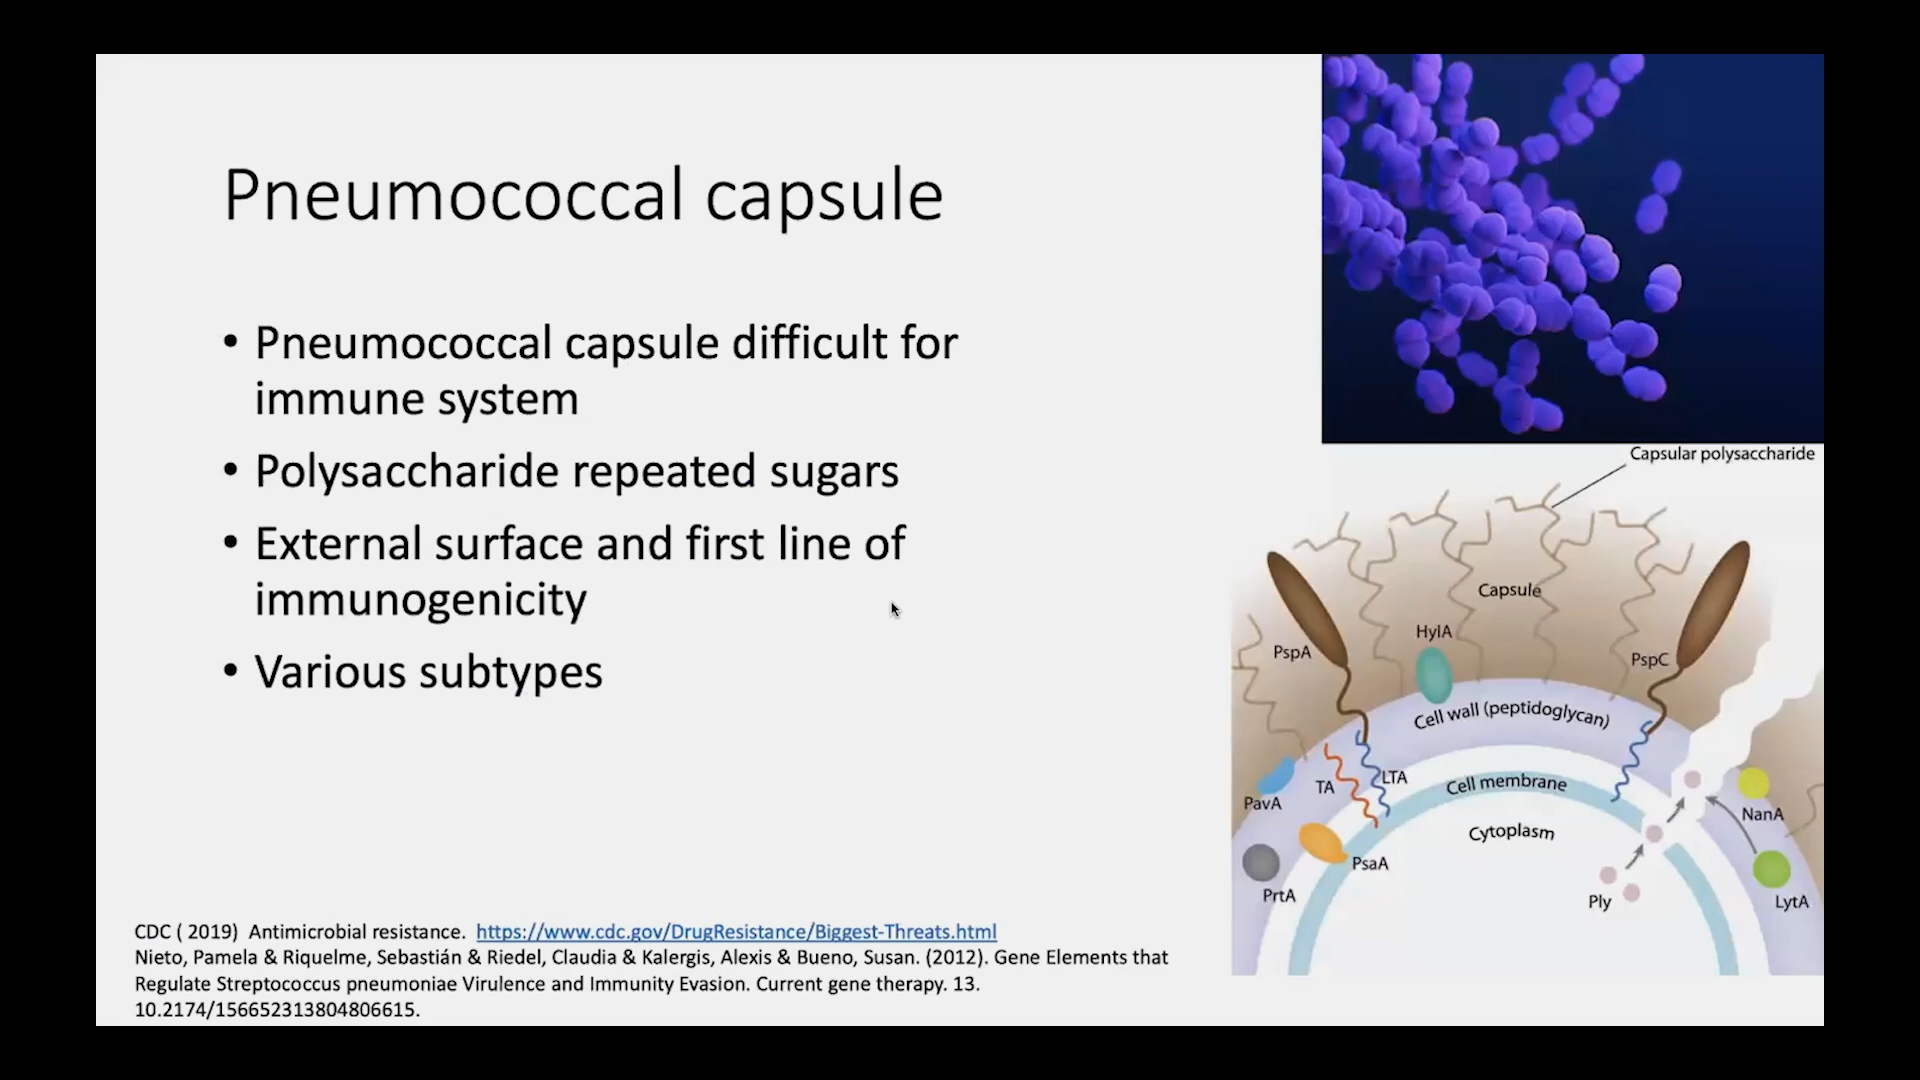 Pneumococcal capsule
• Pneumococcal capsule difficult for
immune system
• Polysaccharide repeated sugars
• External surface and first line of
immunogenicity
• Various subtypes
CDC ( 2019)  Antimicrobial resistance.  https://www.cdc.gov/DrugResistance/Biggest-Threats.html
Nieto, Pamela & Riquelme, Sebastián & Riedel, Claudia & Kalergis, Alexis & Bueno, Susan. (2012). Gene Elements that
Regulate Streptococcus pneumoniae Virulence and Immunity Evasion. Current gene therapy. 13.
10.2174/156652313804806615.
Capsular polysaccharide
Capsule
HylA
PspA
PspC
Cell wall (peptidoglycan)
TA
LTA
Cell membrane
PavA
NanA
Cytoplasm
PsaA
PrtA
Ply
LytA